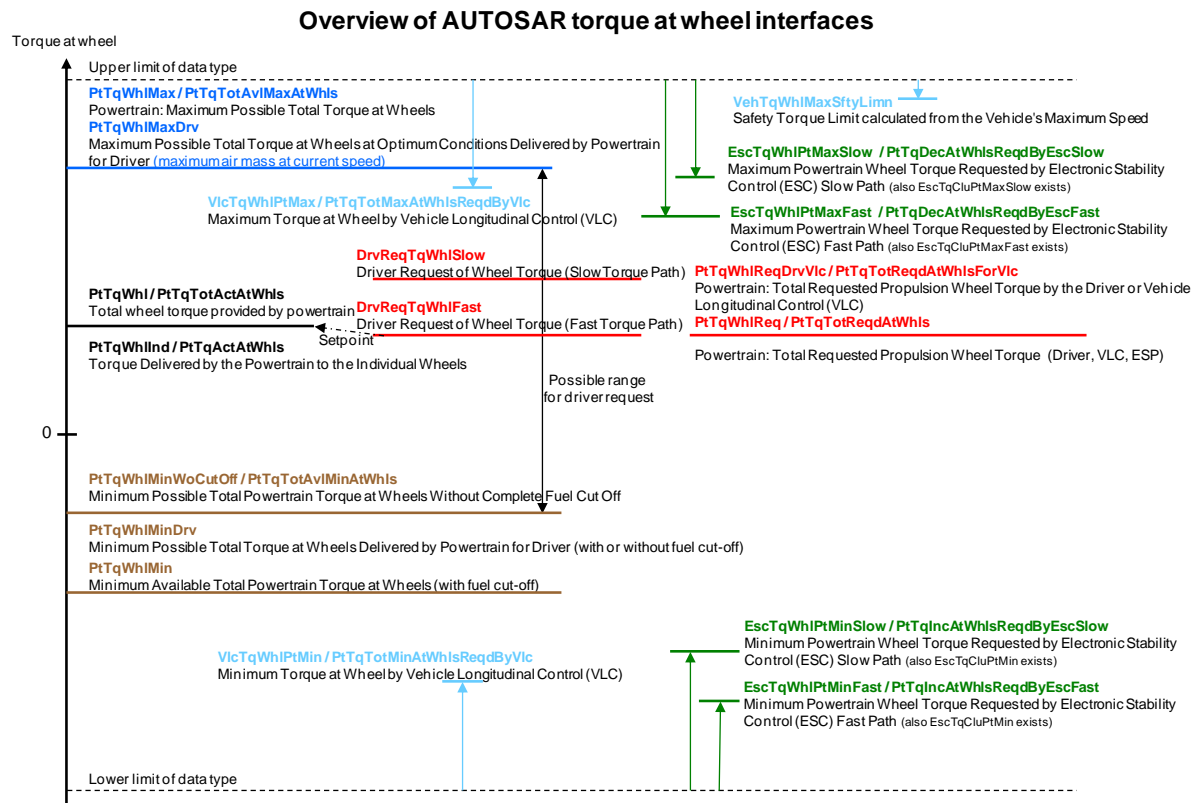 Overview of AUTOSAR torque at wheel interfaces
Torque at wheel
Upper limit of data type
PtTqWhlMax / PtTqTotAvlMaxAtWhls
Powertrain: Maximum Possible Total Torque at Wheels
PtTqWhlMaxDrv
Maximum Possible Total Torque at Wheels at Optimum Conditions Delivered by Powertrain
for Driver (maximum air mass at current speed)
VehTqWhlMaxSftyLimn
Safety Torque Limit calculated from the Vehicle's Maximum Speed
EscTqWhlPtMaxSlow / PtTqDecAtWhlsReqdByEscSlow
Maximum Powertrain Wheel Torque Requested by Electronic Stability
Control (ESC) Slow Path (also EscTqCluPtMaxSlow exists)
VlcTqWhlPtMax / PtTqTotMaxAtWhlsReqdByVlc
Maximum Torque at Wheel by Vehicle Longitudinal Control (VLC)
EscTqWhlPtMaxFast / PtTqDecAtWhlsReqdByEscFast
Maximum Powertrain Wheel Torque Requested by Electronic Stability
Control (ESC) Fast Path (also EscTqCluPtMaxFast exists)
DrvReqTqWhlSlow
Driver Request of Wheel Torque (Slow Torque Path)
PtTqWhlReqDrvVlc / PtTqTotReqdAtWhlsForVlc
Powertrain: Total Requested Propulsion Wheel Torque by the Driver or Vehicle
Longitudinal Control (VLC)
PtTqWhl / PtTqTotActAtWhls
Total wheel torque provided by powertrain
DrvReqTqWhlFast
Driver Request of Wheel Torque (Fast Torque Path)
PtTqWhlReq / PtTqTotReqdAtWhls
Setpoint
PtTqWhlInd / PtTqActAtWhls
Torque Delivered by the Powertrain to the Individual Wheels
Powertrain: Total Requested Propulsion Wheel Torque (Driver, VLC, ESP)
Possible range
for driver request
0
PtTqWhlMinWoCutOff / PtTqTotAvlMinAtWhls
Minimum Possible Total Powertrain Torque at Wheels Without Complete Fuel Cut Off
PtTqWhlMinDrv
Minimum Possible Total Torque at Wheels Delivered by Powertrain for Driver (with or without fuel cut-off)
PtTqWhlMin
Minimum Available Total Powertrain Torque at Wheels (with fuel cut-off)
EscTqWhlPtMinSlow / PtTqIncAtWhlsReqdByEscSlow
Minimum Powertrain Wheel Torque Requested by Electronic Stability
Control (ESC) Slow Path (also EscTqCluPtMin exists)
VlcTqWhlPtMin / PtTqTotMinAtWhlsReqdByVlc
Minimum Torque at Wheel by Vehicle Longitudinal Control (VLC)
EscTqWhlPtMinFast / PtTqIncAtWhlsReqdByEscFast
Minimum Powertrain Wheel Torque Requested by Electronic Stability
Control (ESC) Fast Path (also EscTqCluPtMin exists)
Lower limit of data type